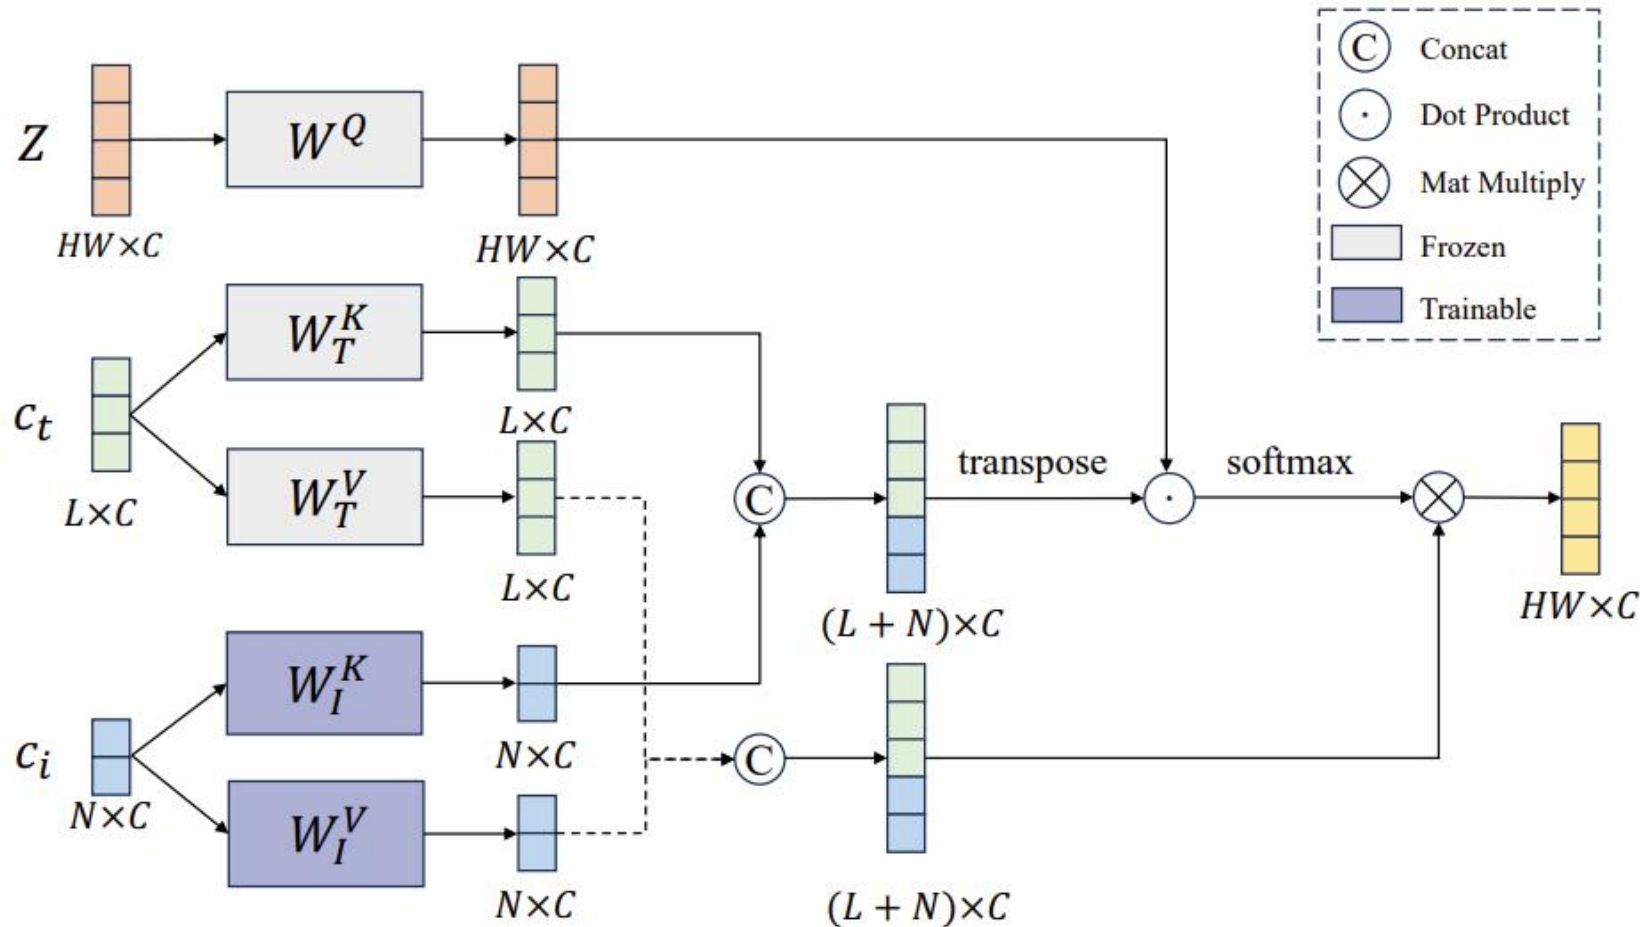 Z
HW×C
W^Q
HW×C
c_t
L×C
W_T^K
L×C
W_T^V
L×C
c_i
N×C
W_I^K
N×C
W_I^V
N×C
C
(L + N)×C
transpose
softmax
C
(L + N)×C
HW×C
C Concat
Dot Product
Mat Multiply
Frozen
Trainable